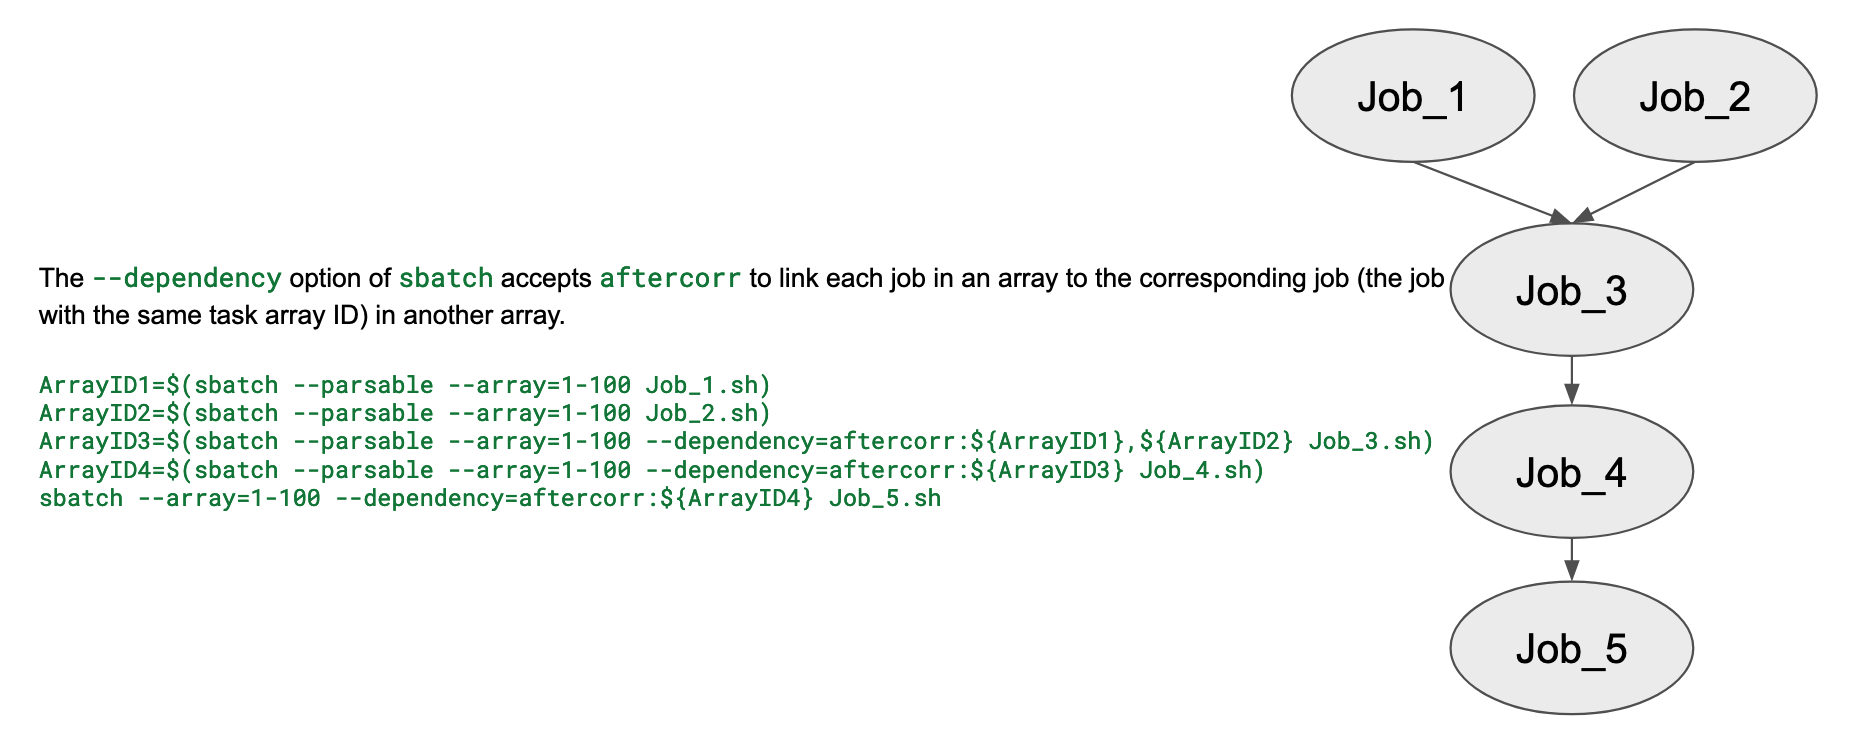 Job_1
Job_2
The --dependency option of sbatch accepts aftercorr to link each job in an array to the corresponding job (the job
with the same task array ID) in another array.
Job_3
ArrayID1=$(sbatch --parsable --array=1-100 Job_1.sh)
ArrayID2=$(sbatch --parsable --array=1-100 Job_2.sh)
ArrayID3=$(sbatch --parsable --array=1-100 --dependency=aftercorr:${ArrayID1},${ArrayID2} Job_3.sh)
ArrayID4=$(sbatch --parsable --array=1-100 --dependency=aftercorr:${ArrayID3} Job_4.sh)
sbatch --array=1-100 --dependency=aftercorr:${ArrayID4} Job_5.sh
Job_4
Job_5